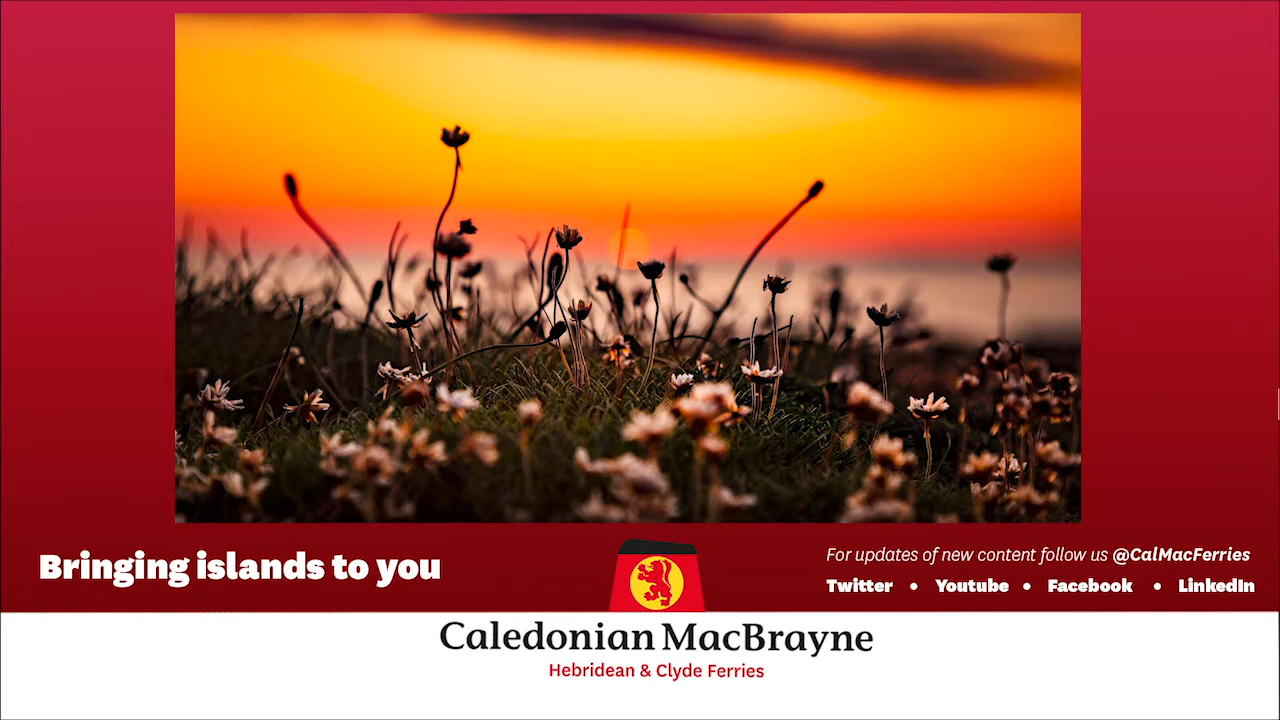 Bringing islands to you
For updates of new content follow us @CalMacFerries
Twitter • Youtube • Facebook • LinkedIn
Caledonian MacBrayne
Hebridean & Clyde Ferries